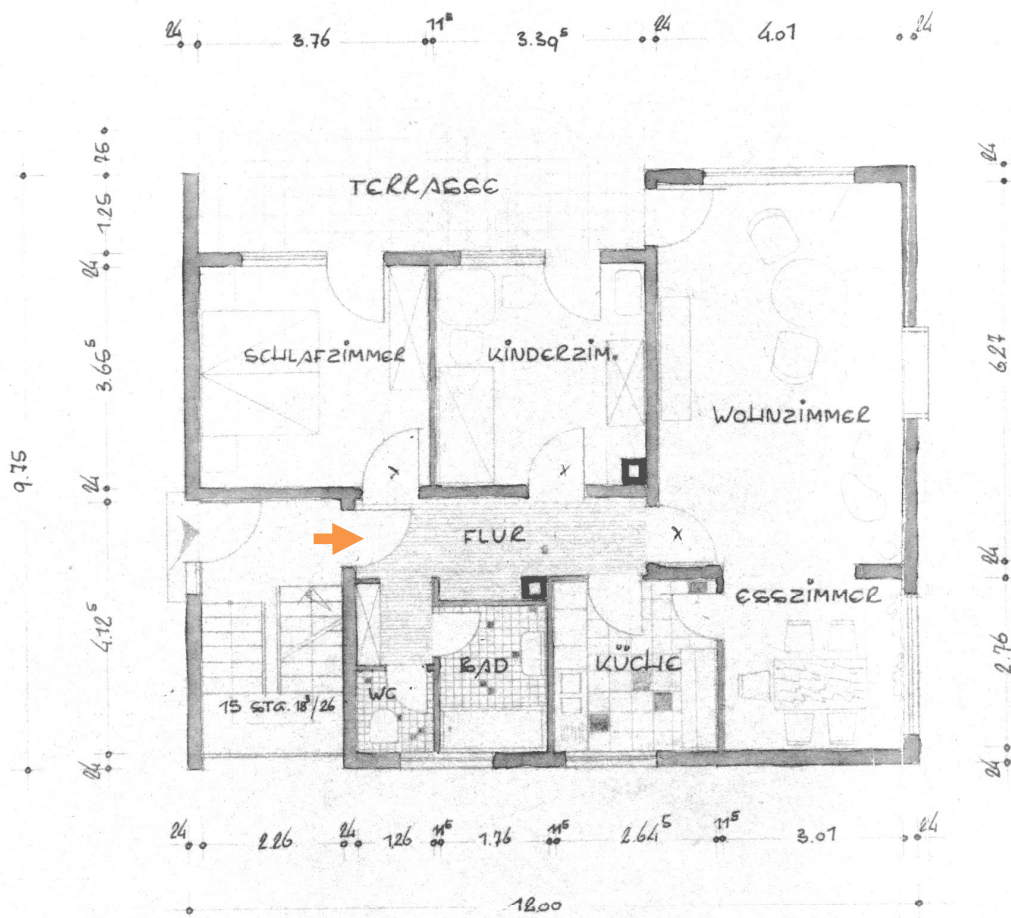 24 3.76 11⁵ 3.39⁵ 24 4.01 24
76
1.25
24
3.66⁵
24
4.12⁵
24
9.75
24
6.27
24
2.76
24
TERRASSE
SCHLAFZIMMER
KINDERZIM.
WOHNZIMMER
FLUR
ESSZIMMER
BAD
KÜCHE
WC
15 STG. 18⁵/26
24 2.26 24 1.26 11⁵ 1.76 11⁵ 2.64⁵ 11⁵ 3.01 24
12.00